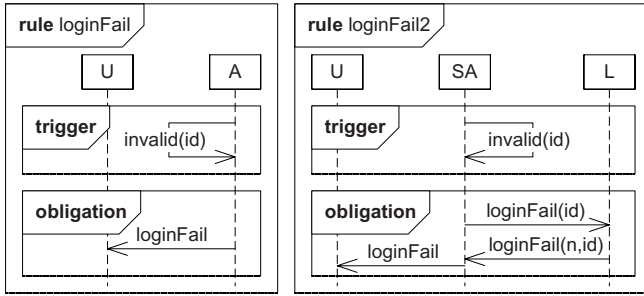 rule loginFail
U
A
trigger
invalid(id)
obligation
loginFail
rule loginFail2
U
SA
L
trigger
invalid(id)
obligation
loginFail(id)
loginFail(n,id)
loginFail